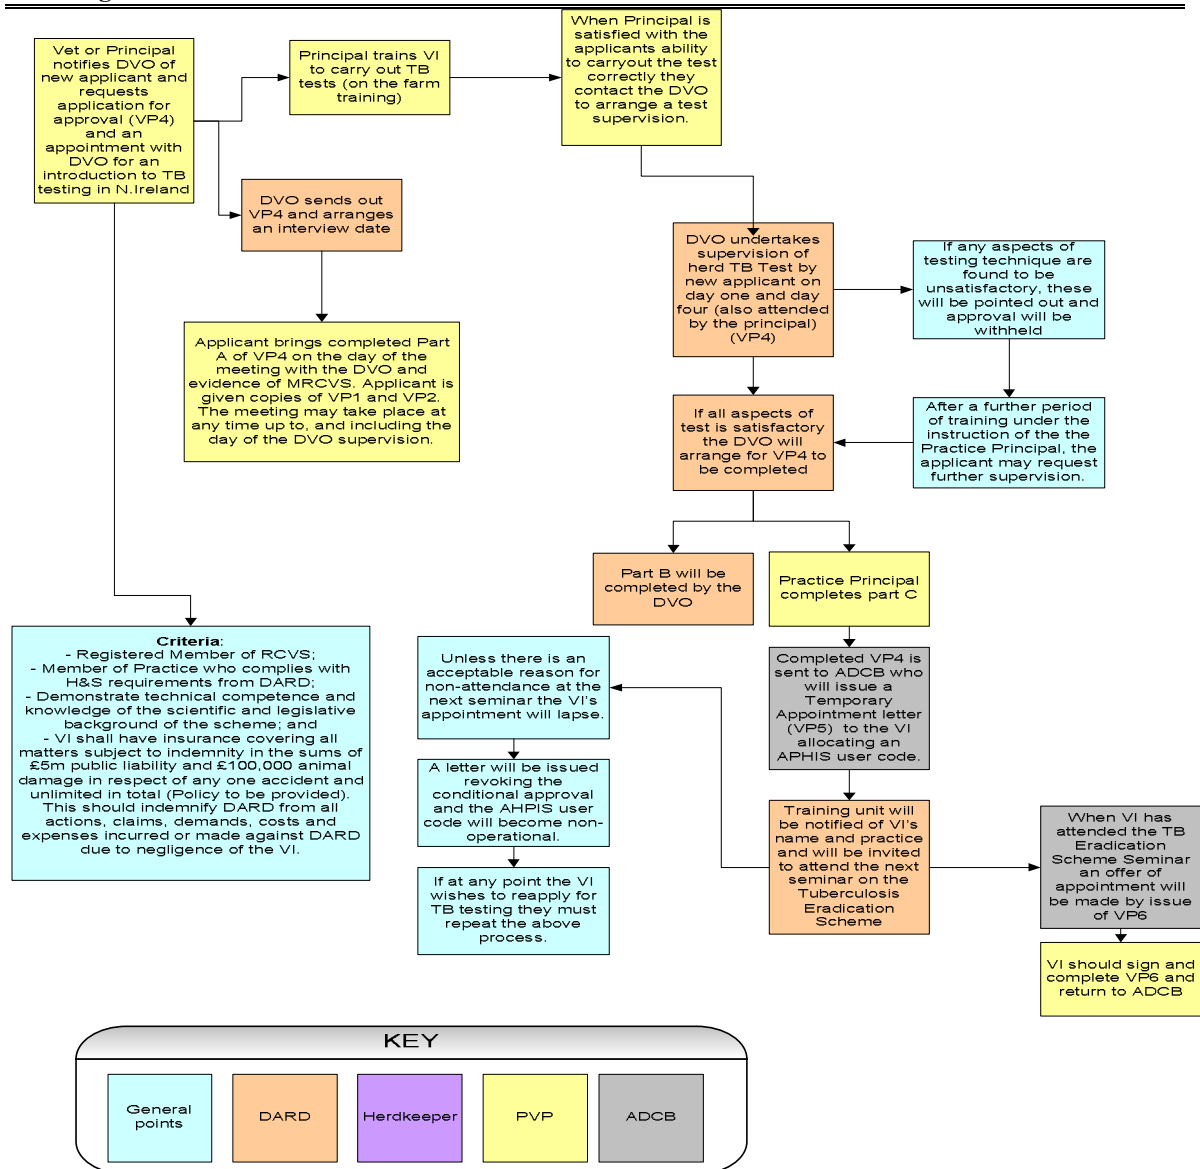 Vet or Principal
notifies DVO of
new applicant and
requests
application for
approval (VP4)
and an
appointment with
DVO for an
introduction to TB
testing in N.Ireland
Principal trains VI
to carry out TB
tests (on the farm
training)
When Principal is
satisfied with the
applicants ability
to carryout the test
correctly they
contact the DVO
to arrange a test
supervision.
DVO sends out
VP4 and arranges
an interview date
Applicant brings completed Part
A of VP4 on the day of the
meeting with the DVO and
evidence of MRCVS. Applicant is
given copies of VP1 and VP2.
The meeting may take place at
any time up to, and including the
day of the DVO supervision.
DVO undertakes
supervision of
herd TB Test by
new applicant on
day one and day
four (also attended
by the principal)
(VP4)
If any aspects of
testing technique are
found to be
unsatisfactory, these
will be pointed out and
approval will be
withheld
If all aspects of
test is satisfactory
the DVO will
arrange for VP4 to
be completed
After a further period
of training under the
instruction of the the
Practice Principal, the
applicant may request
further supervision.
Part B will be
completed by the
DVO
Practice Principal
completes part C
Criteria:
- Registered Member of RCVS;
- Member of Practice who complies with
H&S requirements from DARD;
- Demonstrate technical competence and
knowledge of the scientific and legislative
background of the scheme; and
- VI shall have insurance covering all
matters subject to indemnity in the sums of
£5m public liability and £100,000 animal
damage in respect of any one accident and
unlimited in total (Policy to be provided).
This should indemnify DARD from all
actions, claims, demands, costs and
expenses incurred or made against DARD
due to negligence of the VI.
Unless there is an
acceptable reason for
non-attendance at the
next seminar the VI's
appointment will lapse.
Completed VP4 is
sent to ADCB who
will issue a
Temporary
Appointment letter
(VP5) to the VI
allocating an
APHIS user code.
A letter will be issued
revoking the
conditional approval
and the AHPIS user
code will become non-
operational.
Training unit will
be notified of VI's
name and practice
and will be invited
to attend the next
seminar on the
Tuberculosis
Eradication
Scheme
When VI has
attended the TB
Eradication
Scheme Seminar
an offer of
appointment will
be made by issue
of VP6
If at any point the VI
wishes to reapply for
TB testing they must
repeat the above
process.
VI should sign and
complete VP6 and
return to ADCB
KEY
General
points
DARD
Herdkeeper
PVP
ADCB